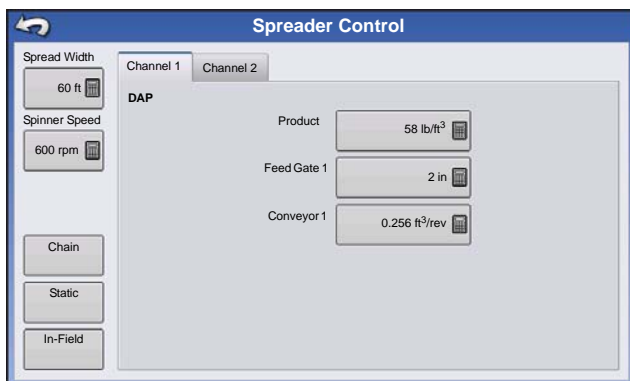 Spreader Control
Spread Width
60 ft
Spinner Speed
600 rpm
Chain
Static
In-Field
Channel 1
Channel 2
DAP
Product
58 lb/ft³
Feed Gate 1
2 in
Conveyor 1
0.256 ft³/rev